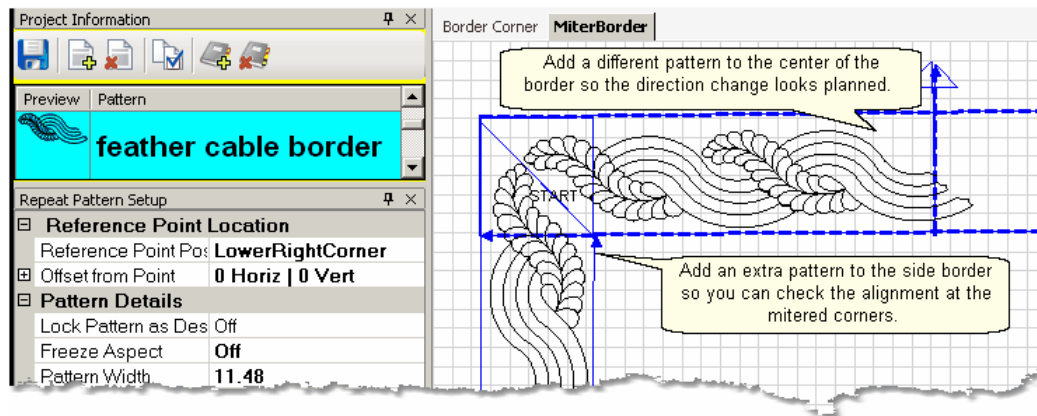 Project Information
Preview Pattern
feather cable border
Repeat Pattern Setup
Reference Point Location
Reference Point Pos LowerRightCorner
Offset from Point 0 Horiz | 0 Vert
Pattern Details
Lock Pattern as Des Off
Freeze Aspect Off
Pattern Width 11.48
Border Corner MiterBorder
Add a different pattern to the center of the
border so the direction change looks planned.
START
Add an extra pattern to the side border
so you can check the alignment at the
mitered corners.